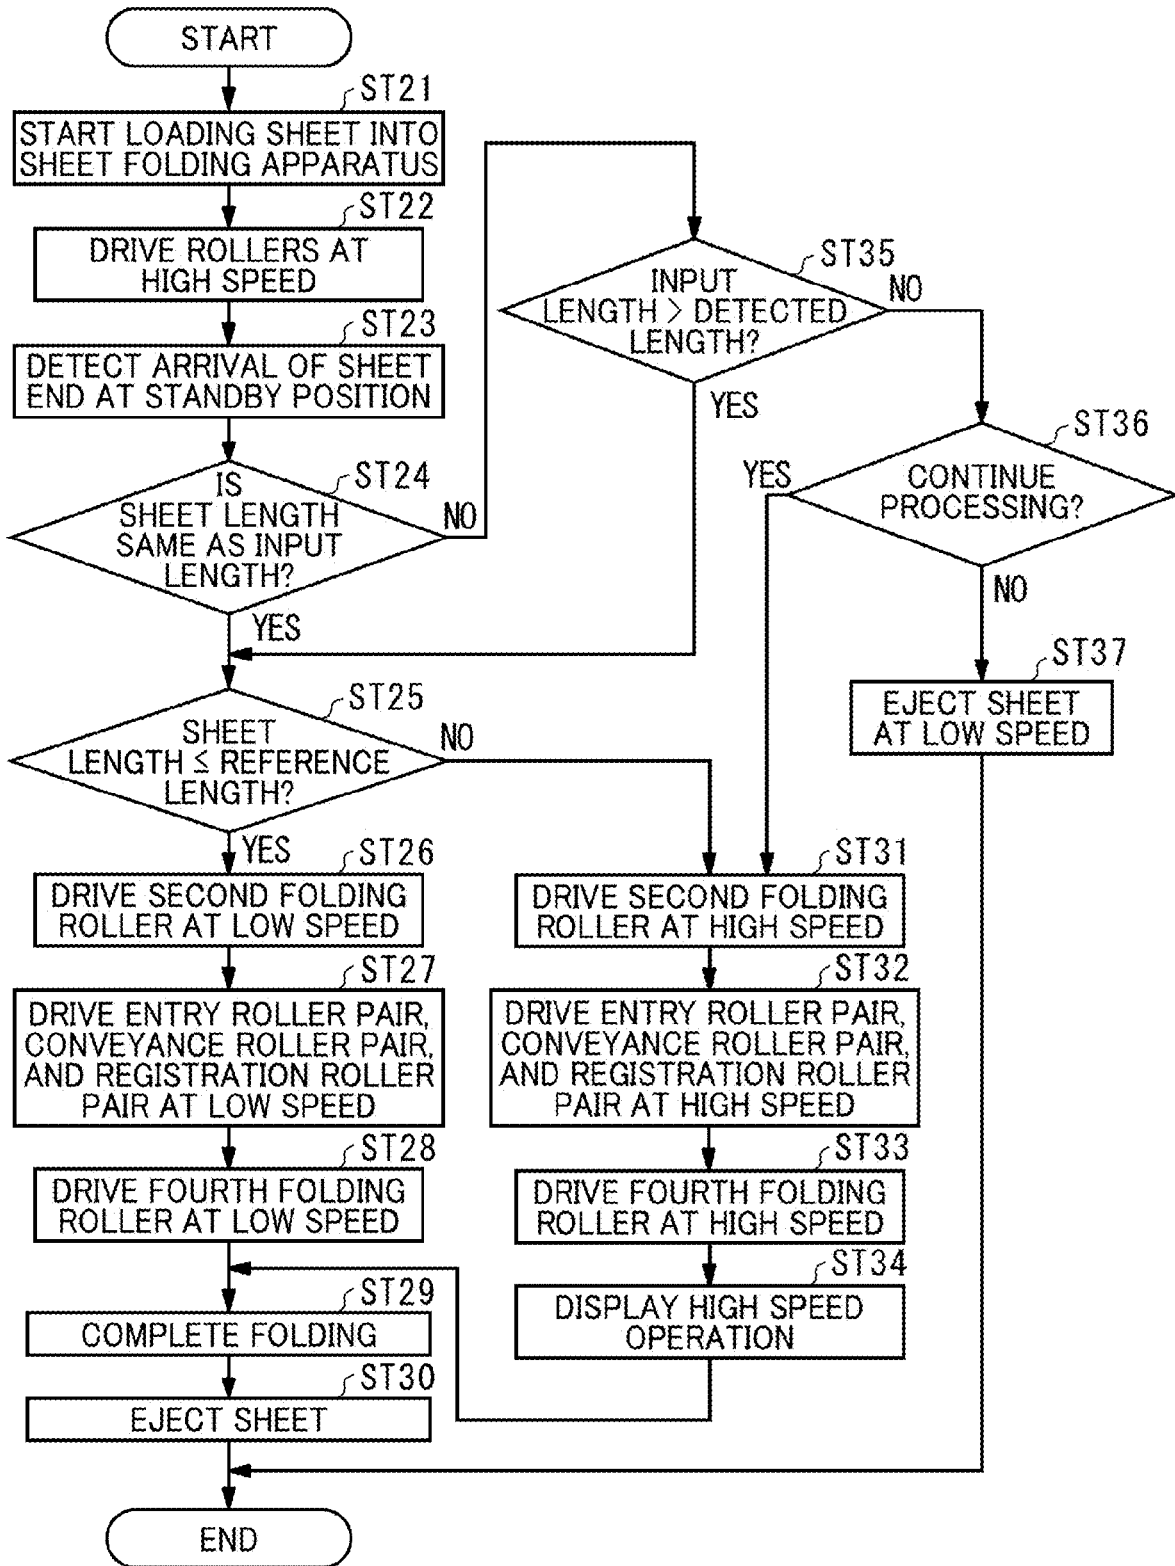 START
ST21
START LOADING SHEET INTO
SHEET FOLDING APPARATUS
ST22
DRIVE ROLLERS AT
HIGH SPEED
ST23
DETECT ARRIVAL OF SHEET
END AT STANDBY POSITION
ST24
IS
SHEET LENGTH
SAME AS INPUT
LENGTH?
NO
YES
ST35
INPUT
LENGTH > DETECTED
LENGTH?
NO
YES
ST36
CONTINUE
PROCESSING?
YES
NO
ST37
EJECT SHEET
AT LOW SPEED
ST25
SHEET
LENGTH ≤ REFERENCE
LENGTH?
NO
YES
ST26
DRIVE SECOND FOLDING
ROLLER AT LOW SPEED
ST27
DRIVE ENTRY ROLLER PAIR,
CONVEYANCE ROLLER PAIR,
AND REGISTRATION ROLLER
PAIR AT LOW SPEED
ST28
DRIVE FOURTH FOLDING
ROLLER AT LOW SPEED
ST29
COMPLETE FOLDING
ST30
EJECT SHEET
ST31
DRIVE SECOND FOLDING
ROLLER AT HIGH SPEED
ST32
DRIVE ENTRY ROLLER PAIR,
CONVEYANCE ROLLER PAIR,
AND REGISTRATION ROLLER
PAIR AT HIGH SPEED
ST33
DRIVE FOURTH FOLDING
ROLLER AT HIGH SPEED
ST34
DISPLAY HIGH SPEED
OPERATION
END